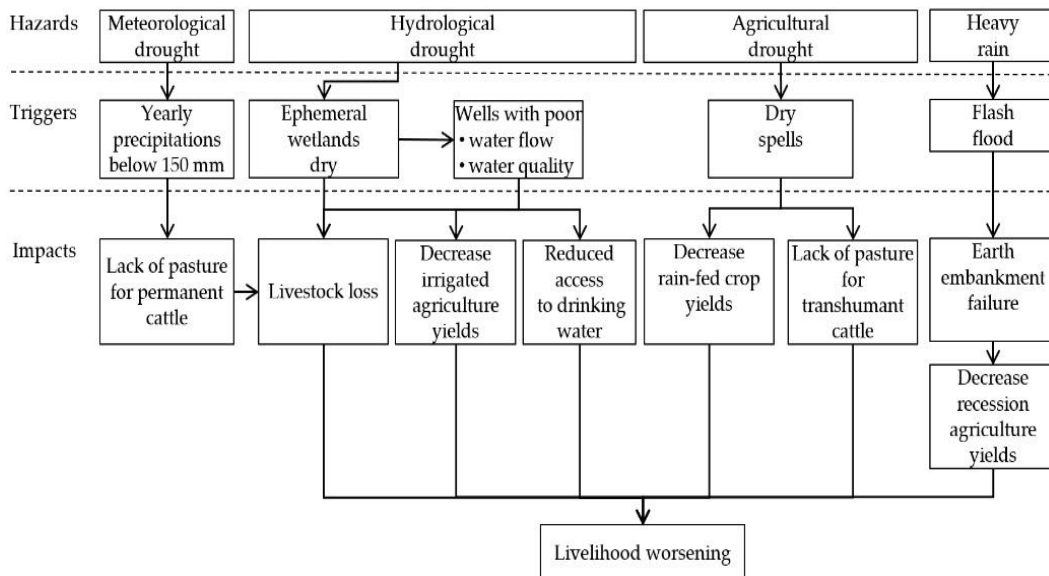 Hazards
Meteorological
drought
Hydrological
drought
Agricultural
drought
Heavy
rain
Triggers
Yearly
precipitations
below 150 mm
Ephemeral
wetlands
dry
Wells with poor
• water flow
• water quality
Dry
spells
Flash
flood
Impacts
Lack of pasture
for permanent
cattle
Livestock loss
Decrease
irrigated
agriculture
yields
Reduced
access
to drinking
water
Decrease
rain-fed crop
yields
Lack of pasture
for
transhumant
cattle
Earth
embankment
failure
Decrease
recession
agriculture
yields
Livelihood worsening